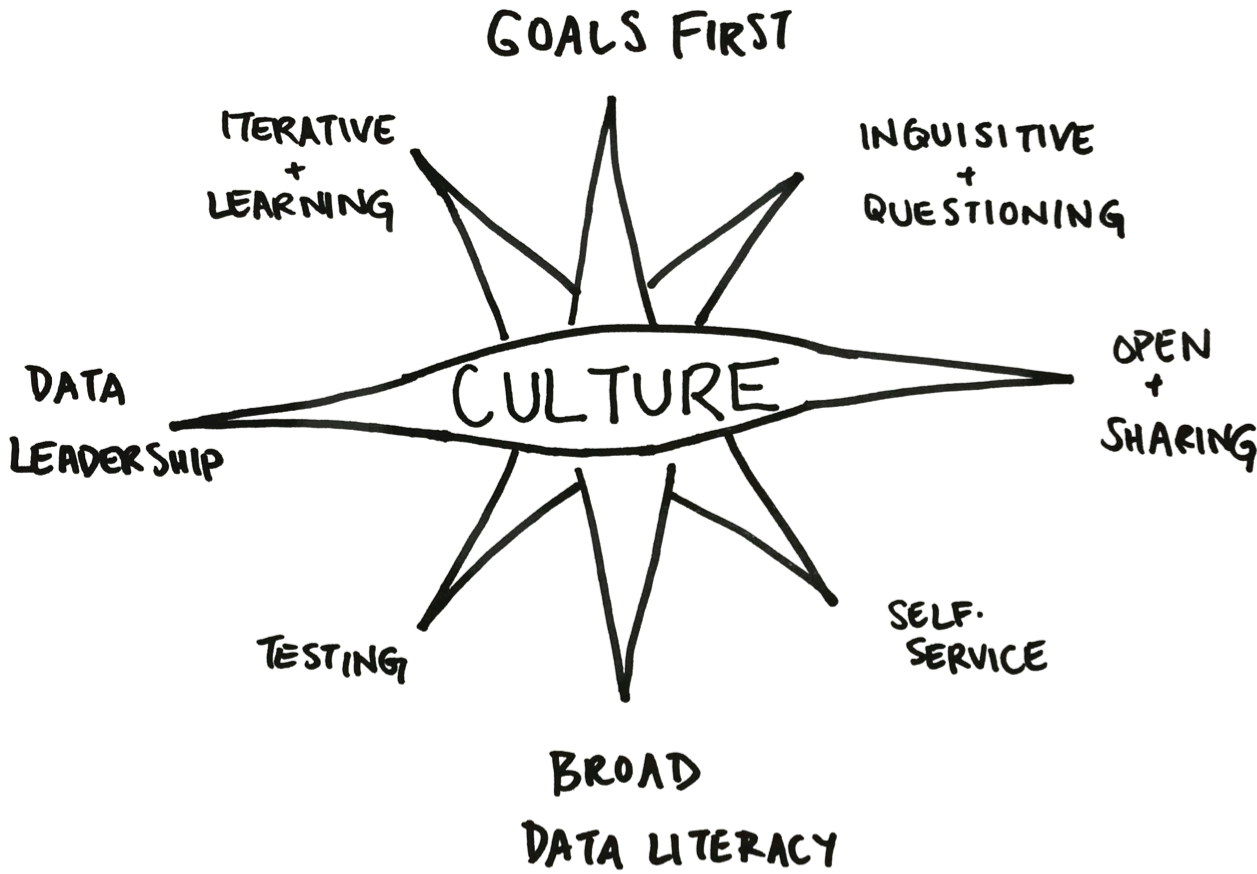 GOALS FIRST
ITERATIVE
+
LEARNING
INQUISITIVE
+
QUESTIONING
DATA
LEADERSHIP
CULTURE
OPEN
+
SHARING
TESTING
SELF-
SERVICE
BROAD
DATA LITERACY